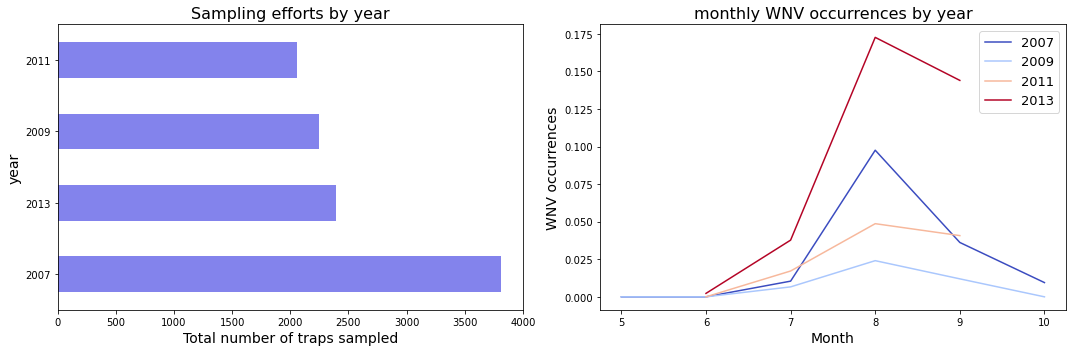 Sampling efforts by year
year
2011
2009
2013
2007
0 500 1000 1500 2000 2500 3000 3500 4000
Total number of traps sampled
monthly WNV occurrences by year
WNV occurrences
0.175
0.150
0.125
0.100
0.075
0.050
0.025
0.000
2007
2009
2011
2013
5 6 7 8 9 10
Month